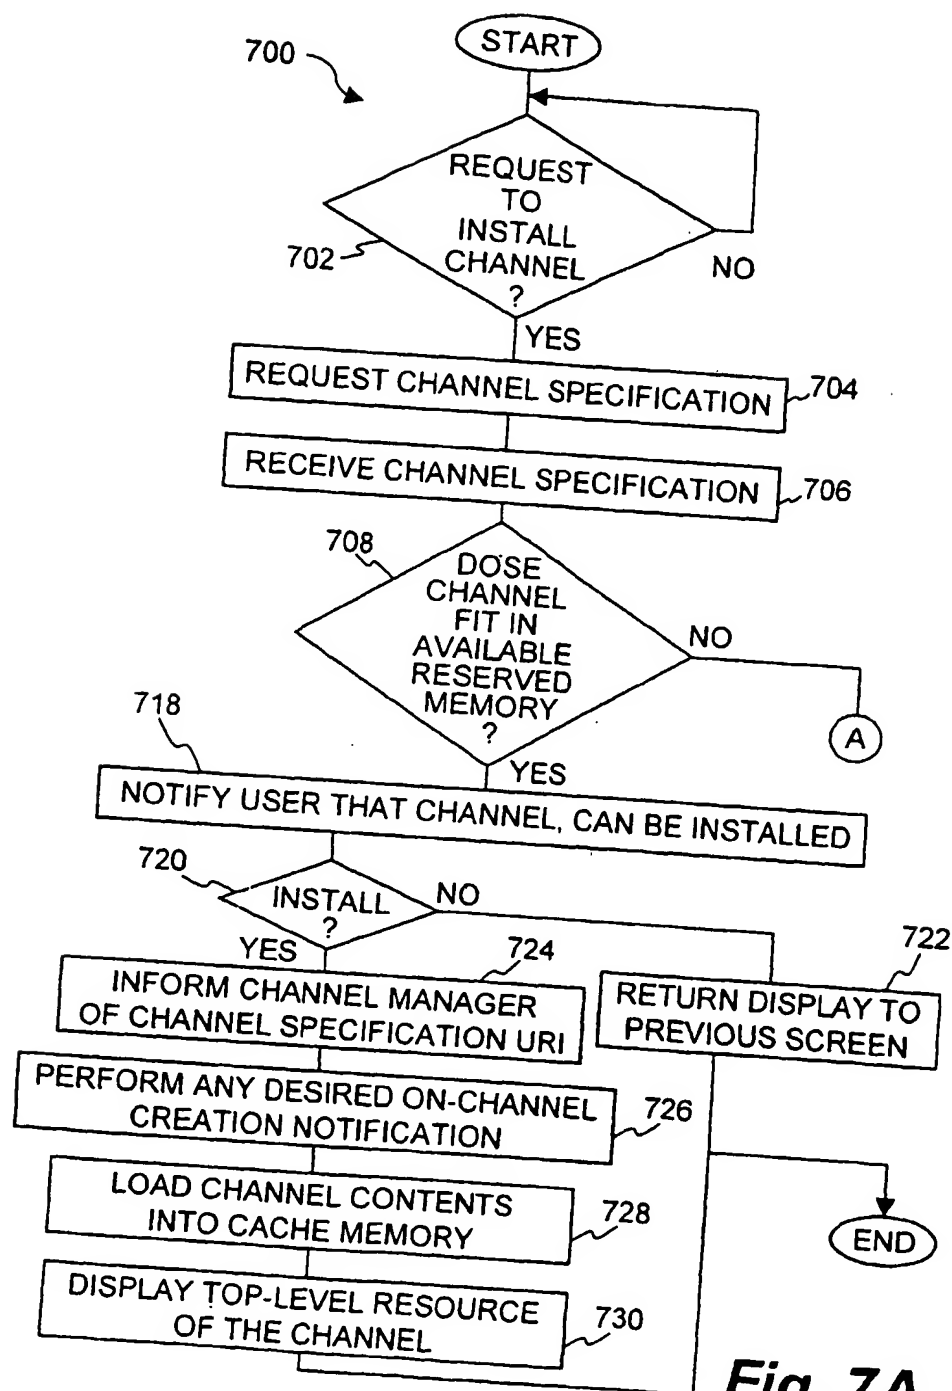 START
700
REQUEST
TO
INSTALL
CHANNEL
?
702
NO
YES
REQUEST CHANNEL SPECIFICATION
704
RECEIVE CHANNEL SPECIFICATION
706
708
DOSE
CHANNEL
FIT IN
AVAILABLE
RESERVED
MEMORY
?
NO
A
718
YES
NOTIFY USER THAT CHANNEL, CAN BE INSTALLED
720
INSTALL
?
NO
YES
724
722
INFORM CHANNEL MANAGER
OF CHANNEL SPECIFICATION URI
RETURN DISPLAY TO
PREVIOUS SCREEN
PERFORM ANY DESIRED ON-CHANNEL
CREATION NOTIFICATION
726
LOAD CHANNEL CONTENTS
INTO CACHE MEMORY
728
END
DISPLAY TOP-LEVEL RESOURCE
OF THE CHANNEL
730
Fig. 7A